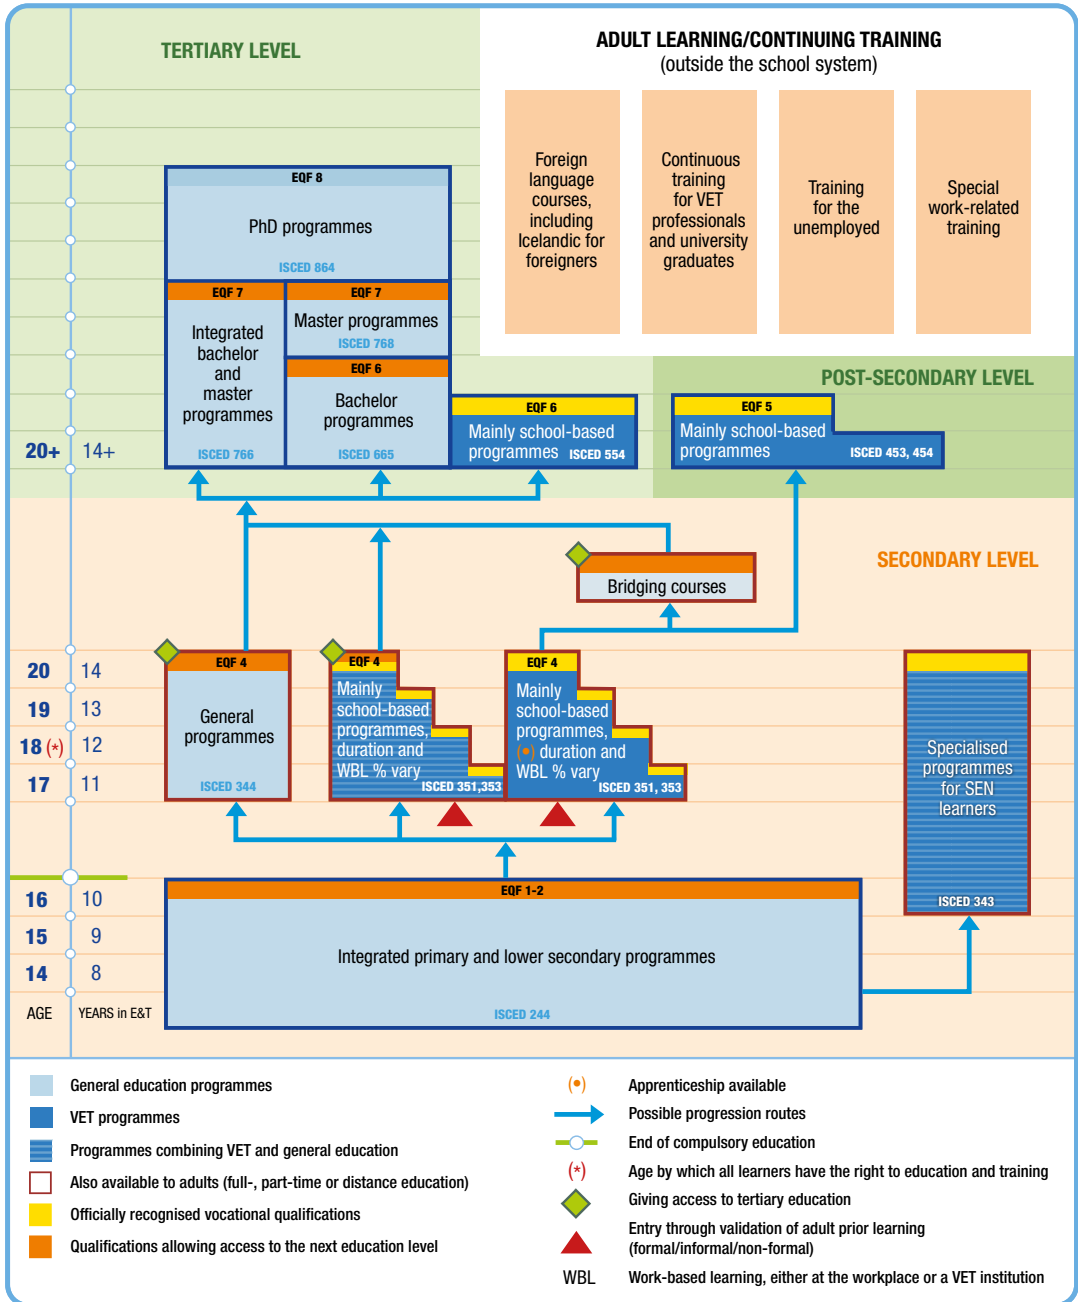 TERTIARY LEVEL
ADULT LEARNING/CONTINUING TRAINING
(outside the school system)
Foreign
language
courses,
including
Icelandic for
foreigners
Continuous
training
for VET
professionals
and university
graduates
Training
for the
unemployed
Special
work-related
training
EQF 8
PhD programmes
ISCED 864
EQF 7
Integrated
bachelor
and
master
programmes
ISCED 766
EQF 7
Master programmes
ISCED 768
EQF 6
Bachelor
programmes
ISCED 665
EQF 6
Mainly school-based
programmes ISCED 554
POST-SECONDARY LEVEL
EQF 5
Mainly school-based
programmes ISCED 453, 454
20+ 14+
SECONDARY LEVEL
Bridging courses
EQF 4
General
programmes
ISCED 344
EQF 4
Mainly
school-based
programmes,
duration and
WBL % vary
ISCED 351,353
EQF 4
Mainly
school-based
programmes,
(•) duration and
WBL % vary
ISCED 351, 353
Specialised
programmes
for SEN
learners
ISCED 343
20 14
19 13
18 (*) 12
17 11
16 10
15 9
14 8
AGE YEARS in E&T
EQF 1-2
Integrated primary and lower secondary programmes
ISCED 244
General education programmes
VET programmes
Programmes combining VET and general education
Also available to adults (full-, part-time or distance education)
Officially recognised vocational qualifications
Qualifications allowing access to the next education level
(•) Apprenticeship available
Possible progression routes
End of compulsory education
(*) Age by which all learners have the right to education and training
Giving access to tertiary education
Entry through validation of adult prior learning
(formal/informal/non-formal)
WBL Work-based learning, either at the workplace or a VET institution